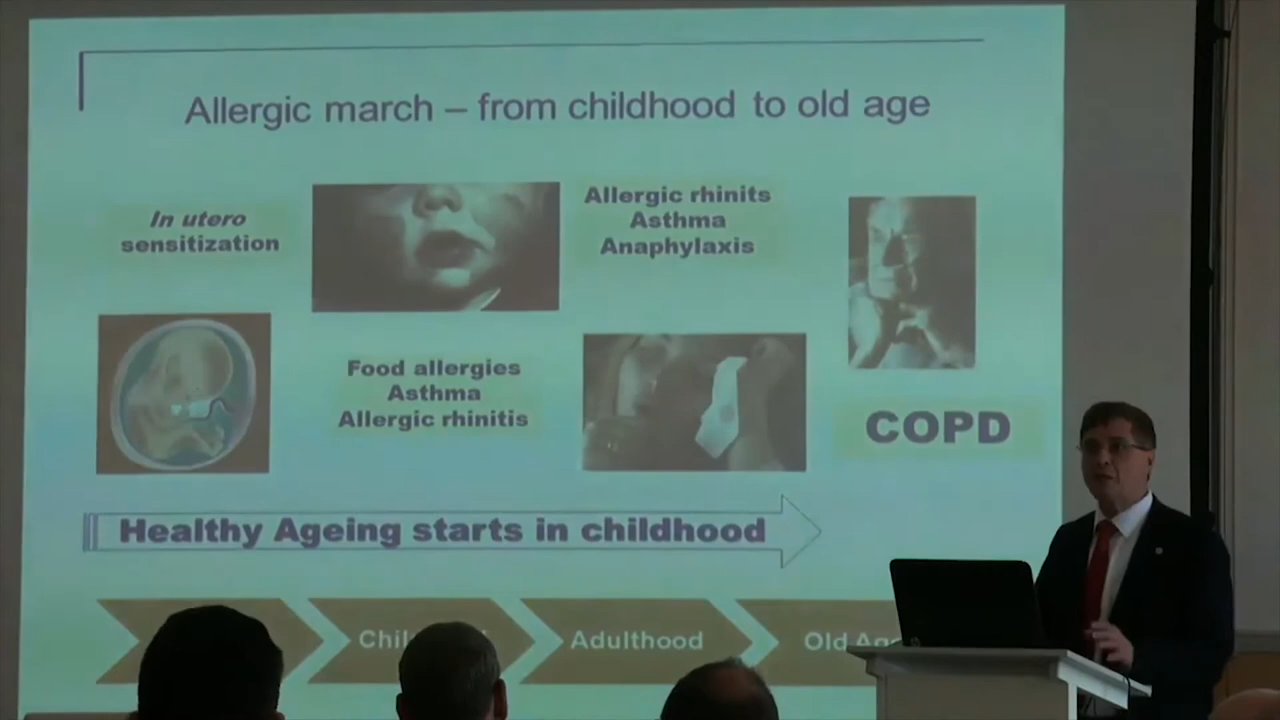 Allergic march – from childhood to old age
In utero
sensitization
Food allergies
Asthma
Allergic rhinitis
Allergic rhinits
Asthma
Anaphylaxis
COPD
Healthy Ageing starts in childhood
Adulthood
Old